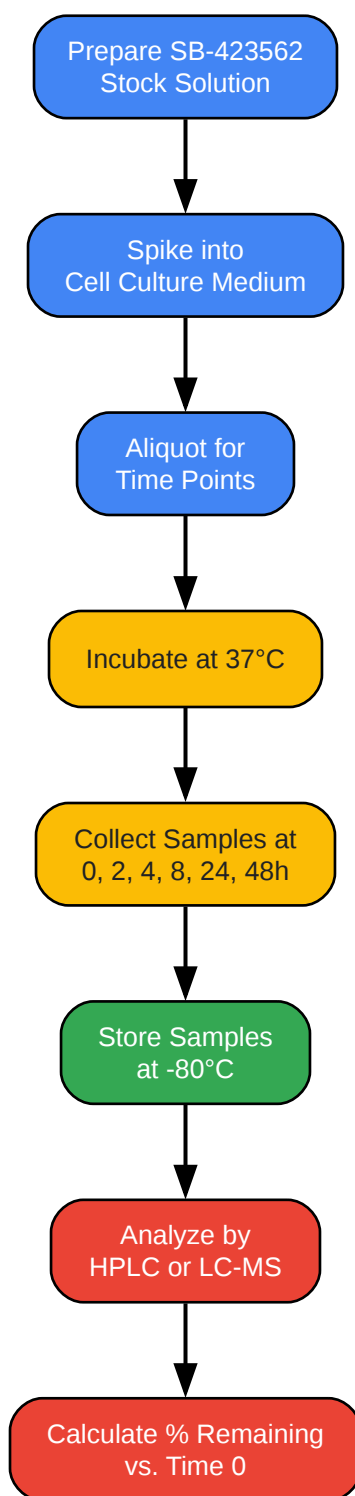 Prepare SB-423562
Stock Solution
Spike into
Cell Culture Medium
Aliquot for
Time Points
Incubate at 37°C
Collect Samples at
0, 2, 4, 8, 24, 48h
Store Samples
at -80°C
Analyze by
HPLC or LC-MS
Calculate % Remaining
vs. Time 0